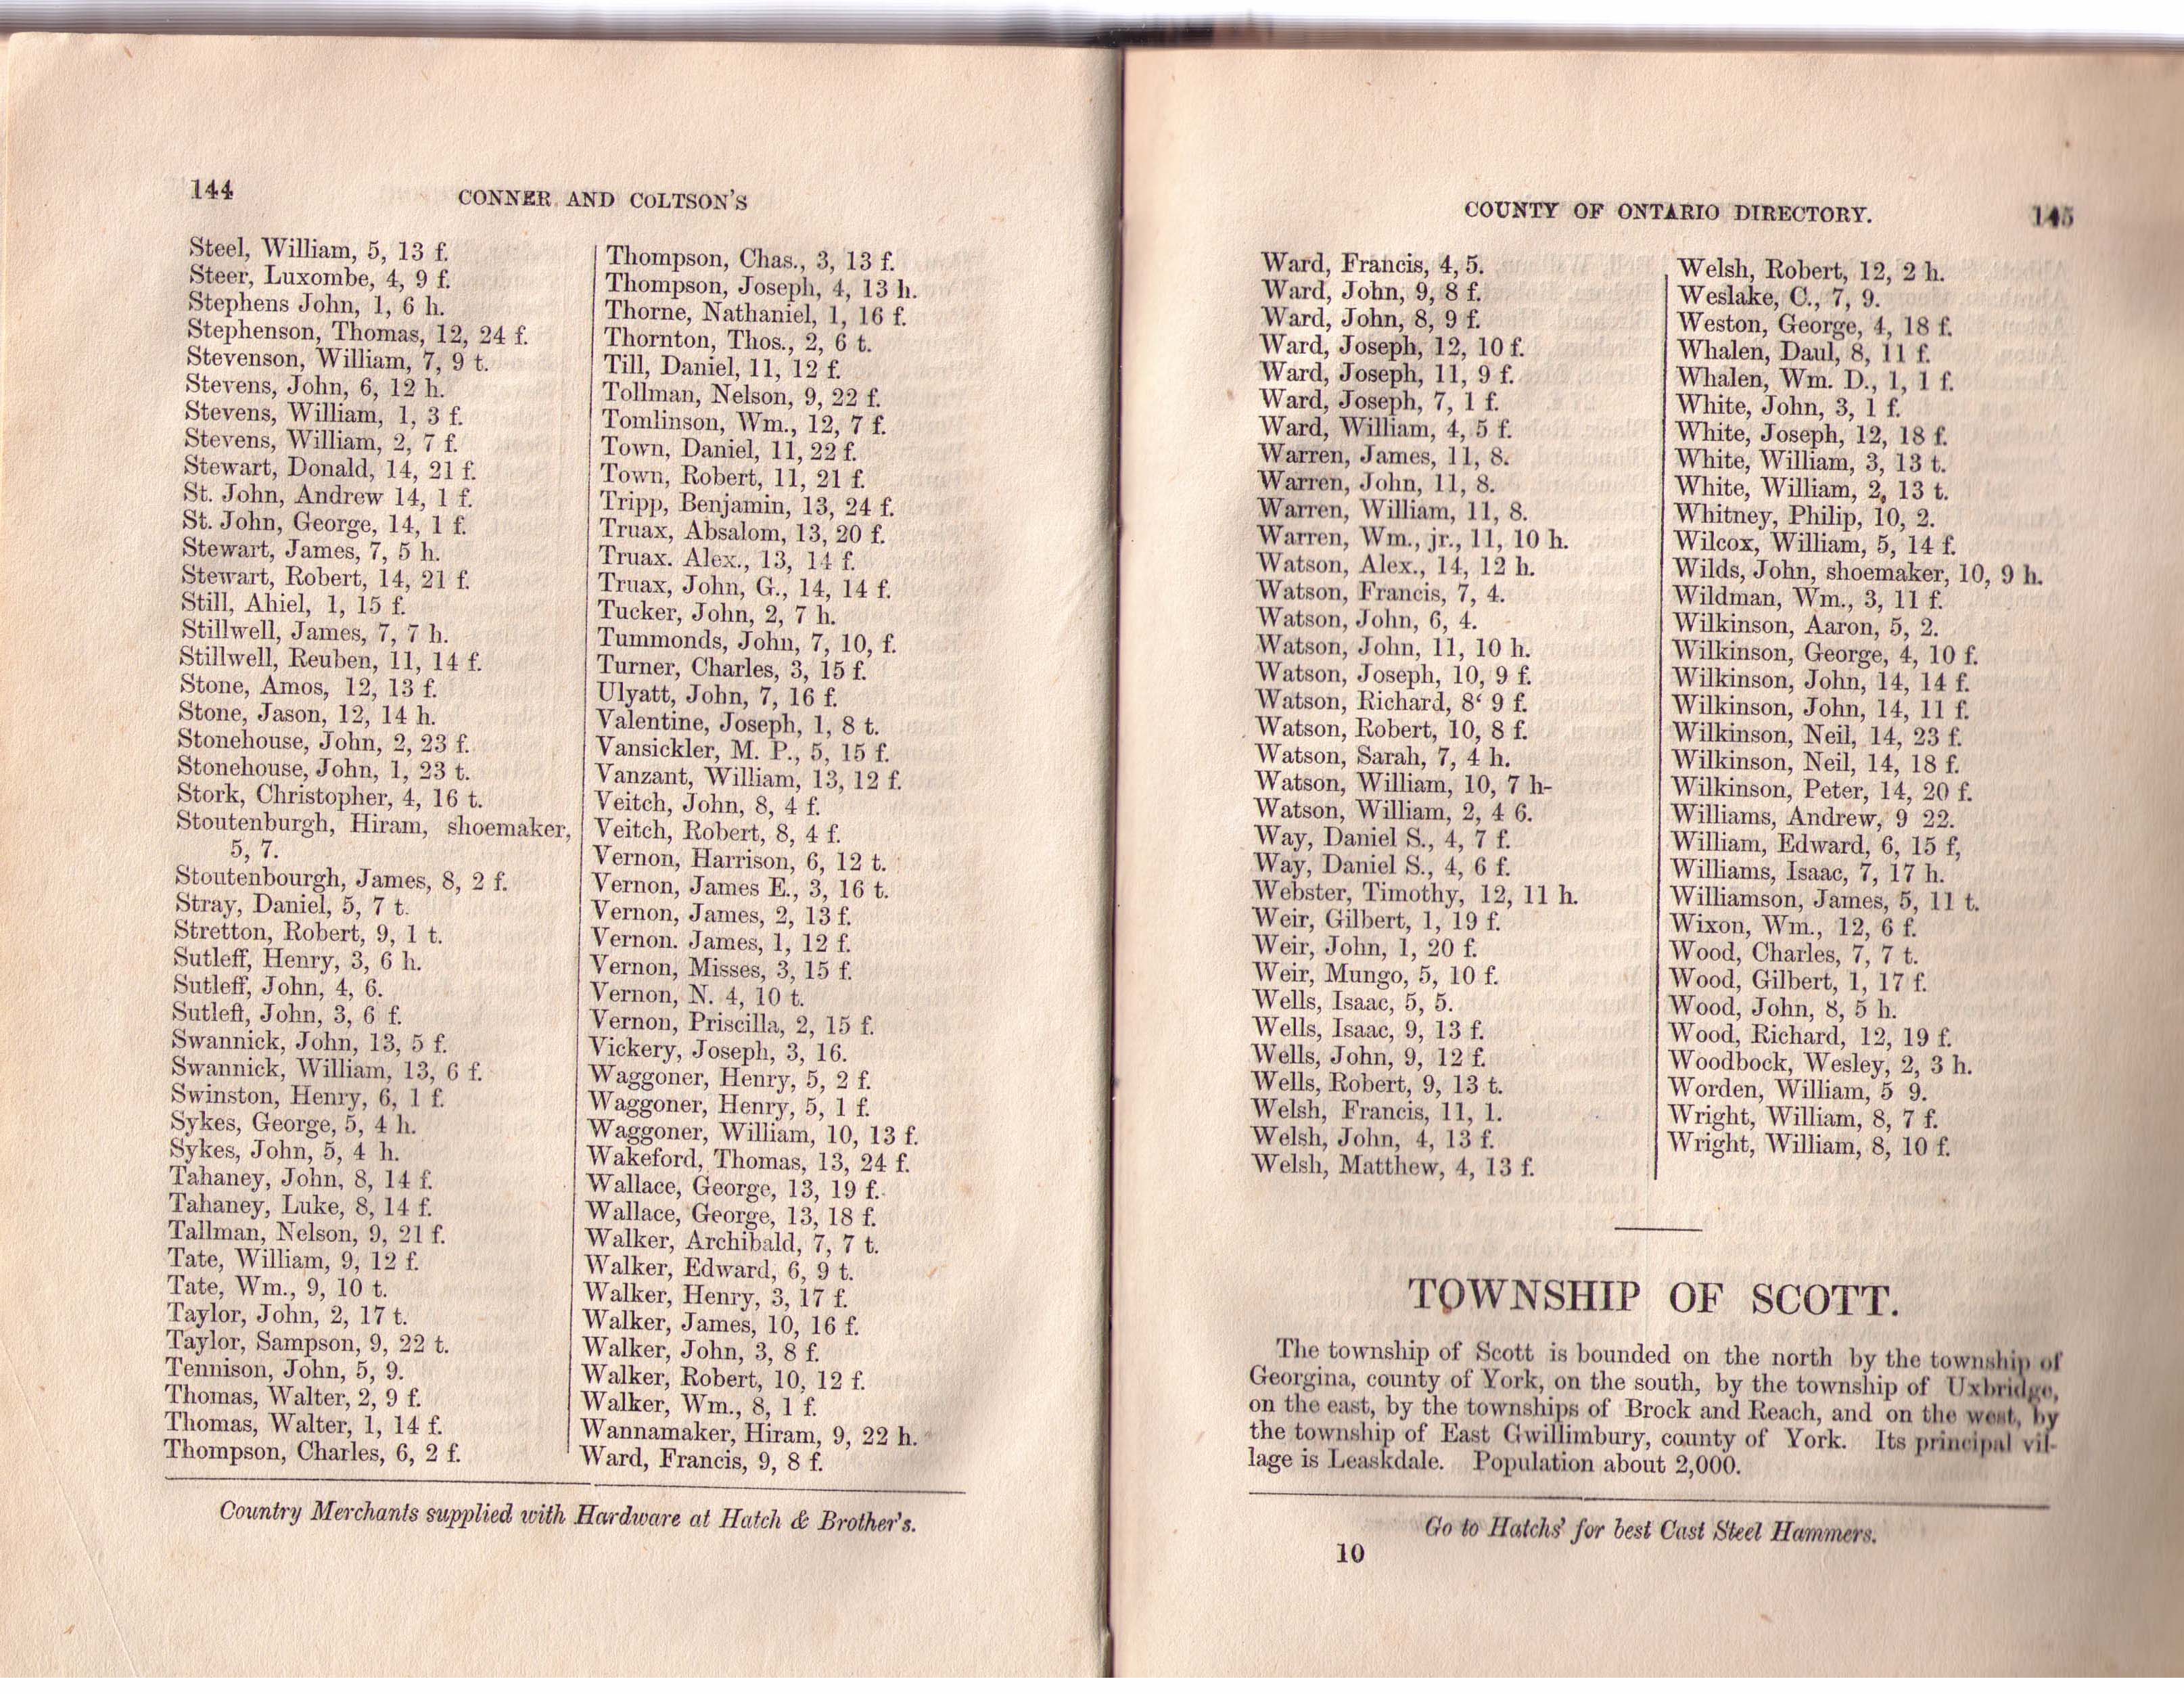 144
CONNER AND COLTSON'S
Steel, William, 5, 13 f.
Steer, Luxombe, 4, 9 f.
Stephens John, 1, 6 h.
Stephenson, Thomas, 12, 24 f.
Stevenson, William, 7, 9 t.
Stevens, John, 6, 12 h.
Stevens, William, 1, 3 f.
Stevens, William, 2, 7 f.
Stewart, Donald, 14, 21 f.
St. John, Andrew 14, 1 f.
St. John, George, 14, 1 f.
Stewart, James, 7, 5 h.
Stewart, Robert, 14, 21 f.
Still, Ahiel, 1, 15 f.
Stillwell, James, 7, 7 h.
Stillwell, Reuben, 11, 14 f.
Stone, Amos, 12, 13 f.
Stone, Jason, 12, 14 h.
Stonehouse, John, 2, 23 f.
Stonehouse, John, 1, 23 t.
Stork, Christopher, 4, 16 t.
Stoutenburgh, Hiram, shoemaker,
5, 7.
Stoutenbourgh, James, 8, 2 f.
Stray, Daniel, 5, 7 t.
Stretton, Robert, 9, 1 t.
Sutleff, Henry, 3, 6 h.
Sutleff, John, 4, 6.
Sutleft, John, 3, 6 f.
Swannick, John, 13, 5 f.
Swannick, William, 13, 6 f.
Swinston, Henry, 6, 1 f.
Sykes, George, 5, 4 h.
Sykes, John, 5, 4 h.
Tahaney, John, 8, 14 f.
Tahaney, Luke, 8, 14 f.
Tallman, Nelson, 9, 21 f.
Tate, William, 9, 12 f.
Tate, Wm., 9, 10 t.
Taylor, John, 2, 17 t.
Taylor, Sampson, 9, 22 t.
Tennison, John, 5, 9.
Thomas, Walter, 2, 9 f.
Thomas, Walter, 1, 14 f.
Thompson, Charles, 6, 2 f.
Thompson, Chas., 3, 13 f.
Thompson, Joseph, 4, 13 h.
Thorne, Nathaniel, 1, 16 f.
Thornton, Thos., 2, 6 t.
Till, Daniel, 11, 12 f.
Tollman, Nelson, 9, 22 f.
Tomlinson, Wm., 12, 7 f.
Town, Daniel, 11, 22 f.
Town, Robert, 11, 21 f.
Tripp, Benjamin, 13, 24 f.
Truax, Absalom, 13, 20 f.
Truax. Alex., 13, 14 f.
Truax, John, G., 14, 14 f.
Tucker, John, 2, 7 h.
Tummonds, John, 7, 10, f.
Turner, Charles, 3, 15 f.
Ulyatt, John, 7, 16 f.
Valentine, Joseph, 1, 8 t.
Vansickler, M. P., 5, 15 f.
Vanzant, William, 13, 12 f.
Veitch, John, 8, 4 f.
Veitch, Robert, 8, 4 f.
Vernon, Harrison, 6, 12 t.
Vernon, James E., 3, 16 t.
Vernon, James, 2, 13 f.
Vernon. James, 1, 12 f.
Vernon, Misses, 3, 15 f.
Vernon, N. 4, 10 t.
Vernon, Priscilla, 2, 15 f.
Vickery, Joseph, 3, 16.
Waggoner, Henry, 5, 2 f.
Waggoner, Henry, 5, 1 f.
Waggoner, William, 10, 13 f.
Wakeford, Thomas, 13, 24 f.
Wallace, George, 13, 19 f.
Wallace, George, 13, 18 f.
Walker, Archibald, 7, 7 t.
Walker, Edward, 6, 9 t.
Walker, Henry, 3, 17 f.
Walker, James, 10, 16 f.
Walker, John, 3, 8 f.
Walker, Robert, 10, 12 f.
Walker, Wm., 8, 1 f.
Wannamaker, Hiram, 9, 22 h.
Ward, Francis, 9, 8 f.
Country Merchants supplied with Hardware at Hatch & Brother's.
COUNTY OF ONTARIO DIRECTORY.
145
Ward, Francis, 4, 5.
Ward, John, 9, 8 f.
Ward, John, 8, 9 f.
Ward, Joseph, 12, 10 f.
Ward, Joseph, 11, 9 f.
Ward, Joseph, 7, 1 f.
Ward, William, 4, 5 f.
Warren, James, 11, 8.
Warren, John, 11, 8.
Warren, William, 11, 8.
Warren, Wm., jr., 11, 10 h.
Watson, Alex., 14, 12 h.
Watson, Francis, 7, 4.
Watson, John, 6, 4.
Watson, John, 11, 10 h.
Watson, Joseph, 10, 9 f.
Watson, Richard, 8‘ 9 f.
Watson, Robert, 10, 8 f.
Watson, Sarah, 7, 4 h.
Watson, William, 10, 7 h-
Watson, William, 2, 4 6.
Way, Daniel S., 4, 7 f.
Way, Daniel S., 4, 6 f.
Webster, Timothy, 12, 11 h.
Weir, Gilbert, 1, 19 f.
Weir, John, 1, 20 f.
Weir, Mungo, 5, 10 f.
Wells, Isaac, 5, 5.
Wells, Isaac, 9, 13 f.
Wells, John, 9, 12 f.
Wells, Robert, 9, 13 t.
Welsh, Francis, 11, 1.
Welsh, John, 4, 13 f.
Welsh, Matthew, 4, 13 f.
Welsh, Robert, 12, 2 h.
Weslake, C., 7, 9.
Weston, George, 4, 18 f.
Whalen, Daul, 8, 11 f.
Whalen, Wm. D., 1, 1 f.
White, John, 3, 1 f.
White, Joseph, 12, 18 f.
White, William, 3, 13 t.
White, William, 2, 13 t.
Whitney, Philip, 10, 2.
Wilcox, William, 5, 14 f.
Wilds, John, shoemaker, 10, 9 h.
Wildman, Wm., 3, 11 f.
Wilkinson, Aaron, 5, 2.
Wilkinson, George, 4, 10 f.
Wilkinson, John, 14, 14 f.
Wilkinson, John, 14, 11 f.
Wilkinson, Neil, 14, 23 f.
Wilkinson, Neil, 14, 18 f.
Wilkinson, Peter, 14, 20 f.
Williams, Andrew, 9 22.
William, Edward, 6, 15 f,
Williams, Isaac, 7, 17 h.
Williamson, James, 5, 11 t.
Wixon, Wm., 12, 6 f.
Wood, Charles, 7, 7 t.
Wood, Gilbert, 1, 17 f.
Wood, John, 8, 5 h.
Wood, Richard, 12, 19 f.
Woodbock, Wesley, 2, 3 h.
Worden, William, 5 9.
Wright, William, 8, 7 f.
Wright, William, 8, 10 f.
TOWNSHIP OF SCOTT.
The township of Scott is bounded on the north by the township of
Georgina, county of York, on the south, by the township of Uxbridge,
on the east, by the townships of Brock and Reach, and on the west, by
the township of East Gwillimbury, county of York. Its principal vil-
lage is Leaskdale. Population about 2,000.
Go to Hatchs' for best Cast Steel Hammers.
10